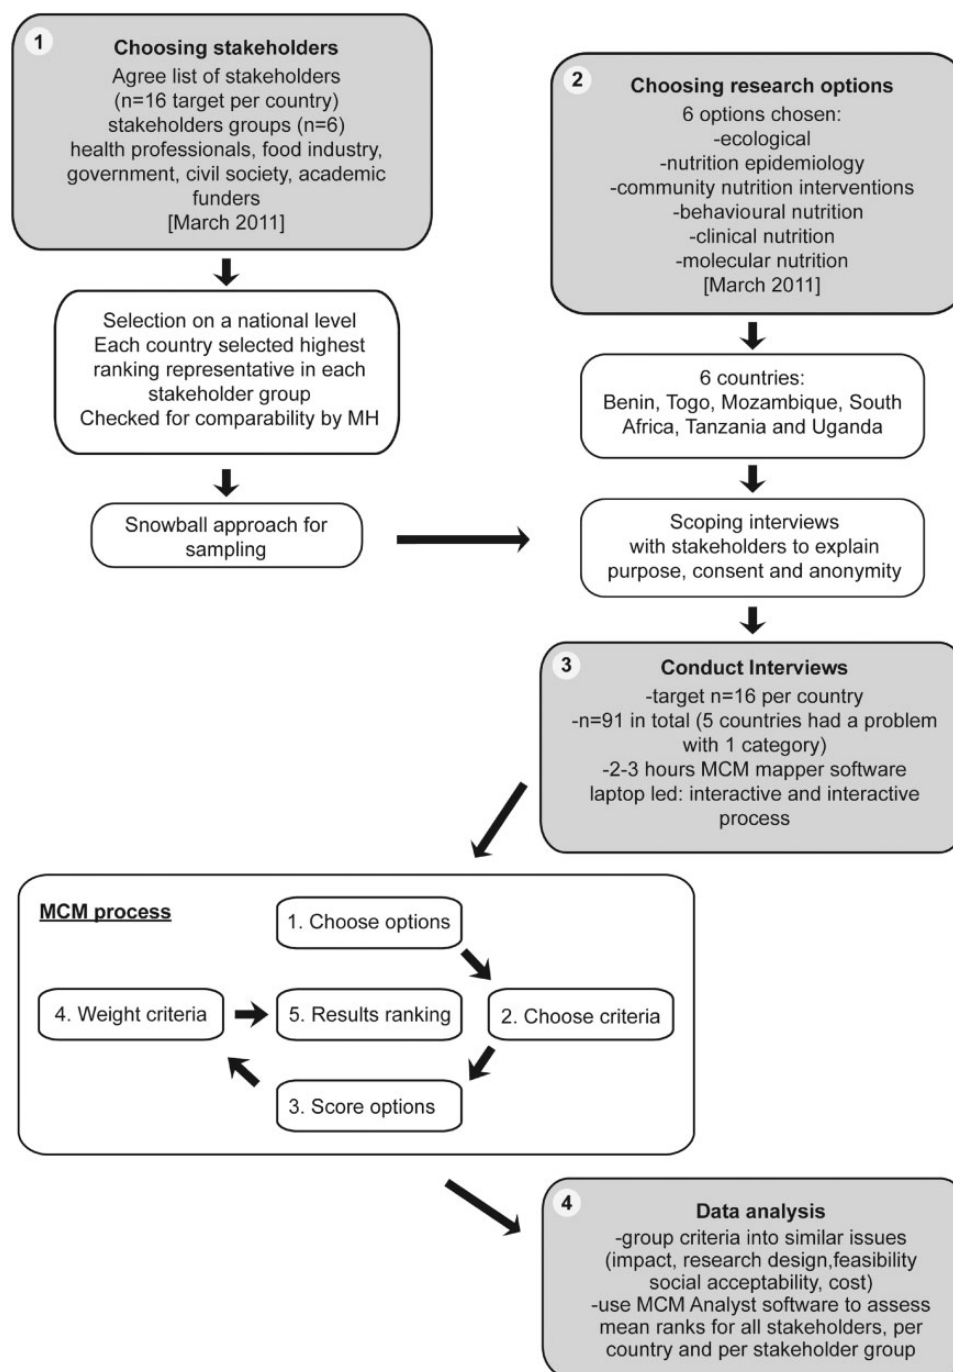 1
Choosing stakeholders
Agree list of stakeholders
(n=16 target per country)
stakeholders groups (n=6)
health professionals, food industry,
government, civil society, academic
funders
[March 2011]
Selection on a national level
Each country selected highest
ranking representative in each
stakeholder group
Checked for comparability by MH
Snowball approach for
sampling
2
Choosing research options
6 options chosen:
-ecological
-nutrition epidemiology
-community nutrition interventions
-behavioural nutrition
-clinical nutrition
-molecular nutrition
[March 2011]
6 countries:
Benin, Togo, Mozambique, South
Africa, Tanzania and Uganda
Scoping interviews
with stakeholders to explain
purpose, consent and anonymity
3
Conduct Interviews
-target n=16 per country
-n=91 in total (5 countries had a problem
with 1 category)
-2-3 hours MCM mapper software
laptop led: interactive and interactive
process
MCM process
1. Choose options
2. Choose criteria
3. Score options
4. Weight criteria
5. Results ranking
4
Data analysis
-group criteria into similar issues
(impact, research design,feasibility
social acceptability, cost)
-use MCM Analyst software to assess
mean ranks for all stakeholders, per
country and per stakeholder group